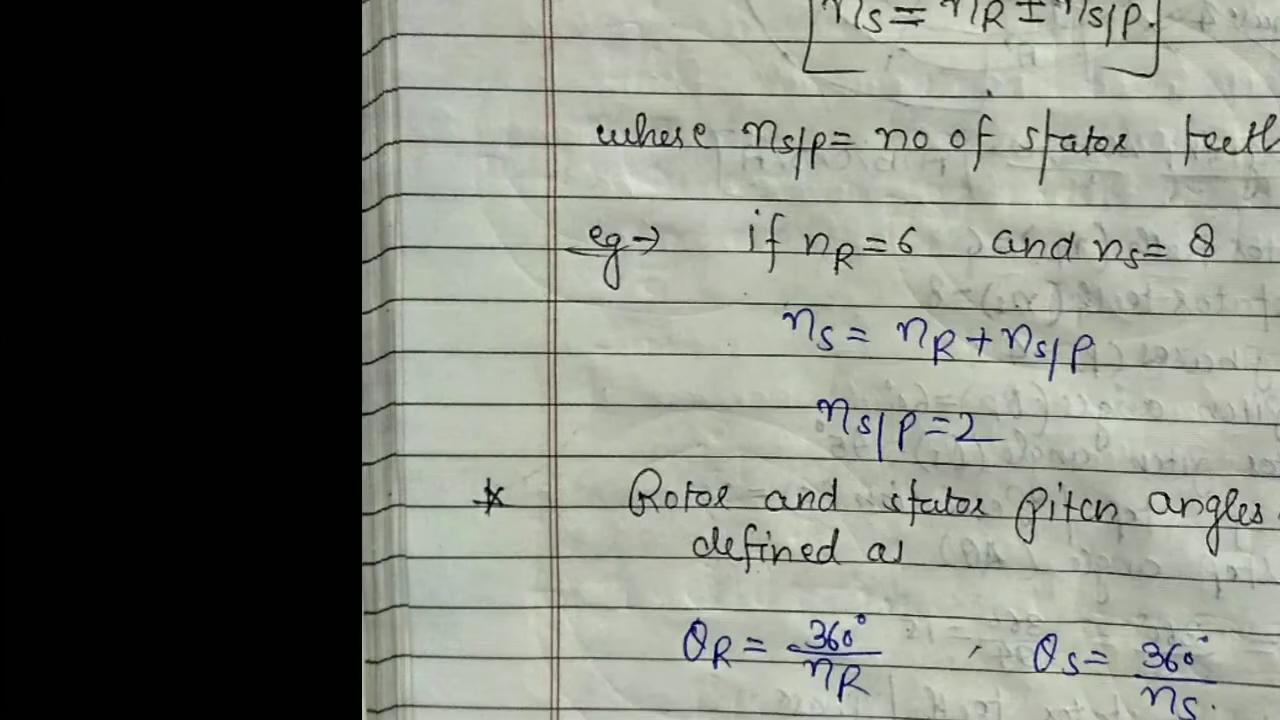 nS = nR ± nS/P.
where nS/P = no of stator teeth
eg → if nR = 6 and nS = 8
nS = nR + nS/P
nS/P = 2
* Rotor and stator pitch angles
defined as
θR = 360°/nR , θS = 360°/nS.